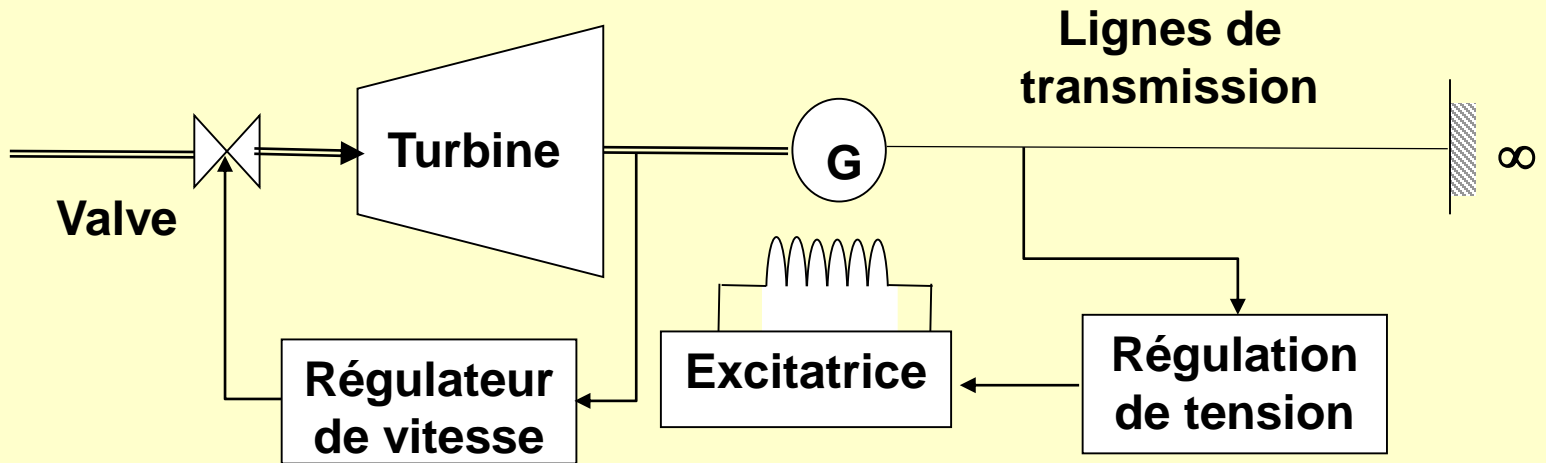 Lignes de
transmission
Turbine
G
∞
Valve
Régulateur
de vitesse
Excitatrice
Régulation
de tension